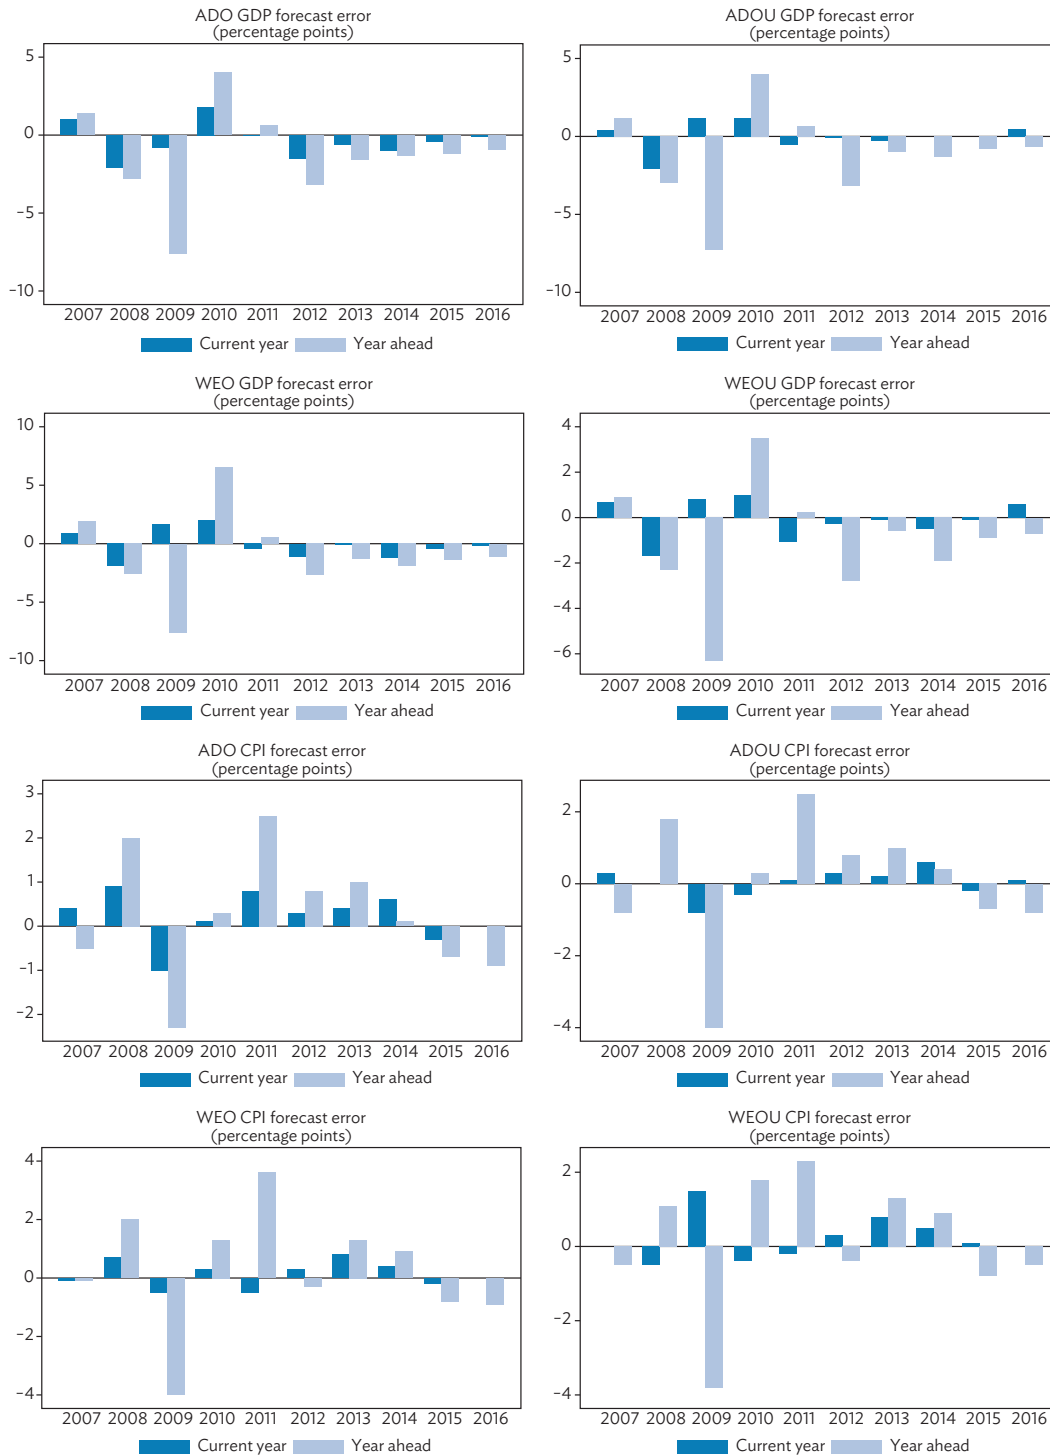 ADO GDP forecast error
(percentage points)
5
0
−5
−10
2007 2008 2009 2010 2011 2012 2013 2014 2015 2016
Current year Year ahead
ADOU GDP forecast error
(percentage points)
5
0
−5
−10
2007 2008 2009 2010 2011 2012 2013 2014 2015 2016
Current year Year ahead
WEO GDP forecast error
(percentage points)
10
5
0
−5
−10
2007 2008 2009 2010 2011 2012 2013 2014 2015 2016
Current year Year ahead
WEOU GDP forecast error
(percentage points)
4
2
0
−2
−4
−6
2007 2008 2009 2010 2011 2012 2013 2014 2015 2016
Current year Year ahead
ADO CPI forecast error
(percentage points)
3
2
1
0
−1
−2
2007 2008 2009 2010 2011 2012 2013 2014 2015 2016
Current year Year ahead
ADOU CPI forecast error
(percentage points)
2
0
−2
−4
2007 2008 2009 2010 2011 2012 2013 2014 2015 2016
Current year Year ahead
WEO CPI forecast error
(percentage points)
4
2
0
−2
−4
2007 2008 2009 2010 2011 2012 2013 2014 2015 2016
Current year Year ahead
WEOU CPI forecast error
(percentage points)
2
0
−2
−4
2007 2008 2009 2010 2011 2012 2013 2014 2015 2016
Current year Year ahead